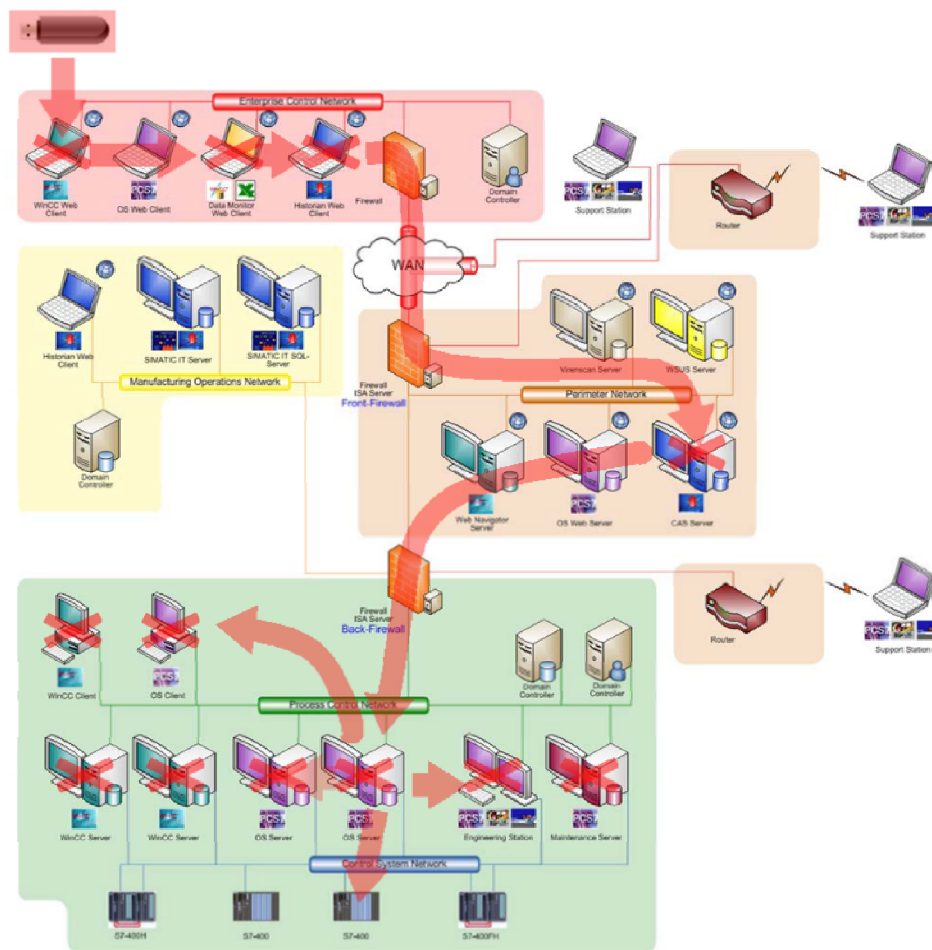 Enterprise Control Network
WinCC Web
Client
OS Web Client
Data Monitor
Web Client
Historian Web
Client
Firewall
Domain
Controller
Support Station
Router
Support Station
WAN
Historian Web
Client
SIMATIC IT Server
SIMATIC IT SQL-
Server
Manufacturing Operations Network
Domain
Controller
Firewall
ISA Server
Front-Firewall
Virenscan Server
WSUS Server
Perimeter Network
Web Navigator
Server
OS Web Server
CAS Server
Firewall
ISA Server
Back-Firewall
Router
Support Station
WinCC Client
OS Client
Domain
Controller
Domain
Controller
Process Control Network
WinCC Server
WinCC Server
OS Server
OS Server
Engineering Station
Maintenance Server
Control System Network
S7-400H
S7-400
S7-400
S7-400FH